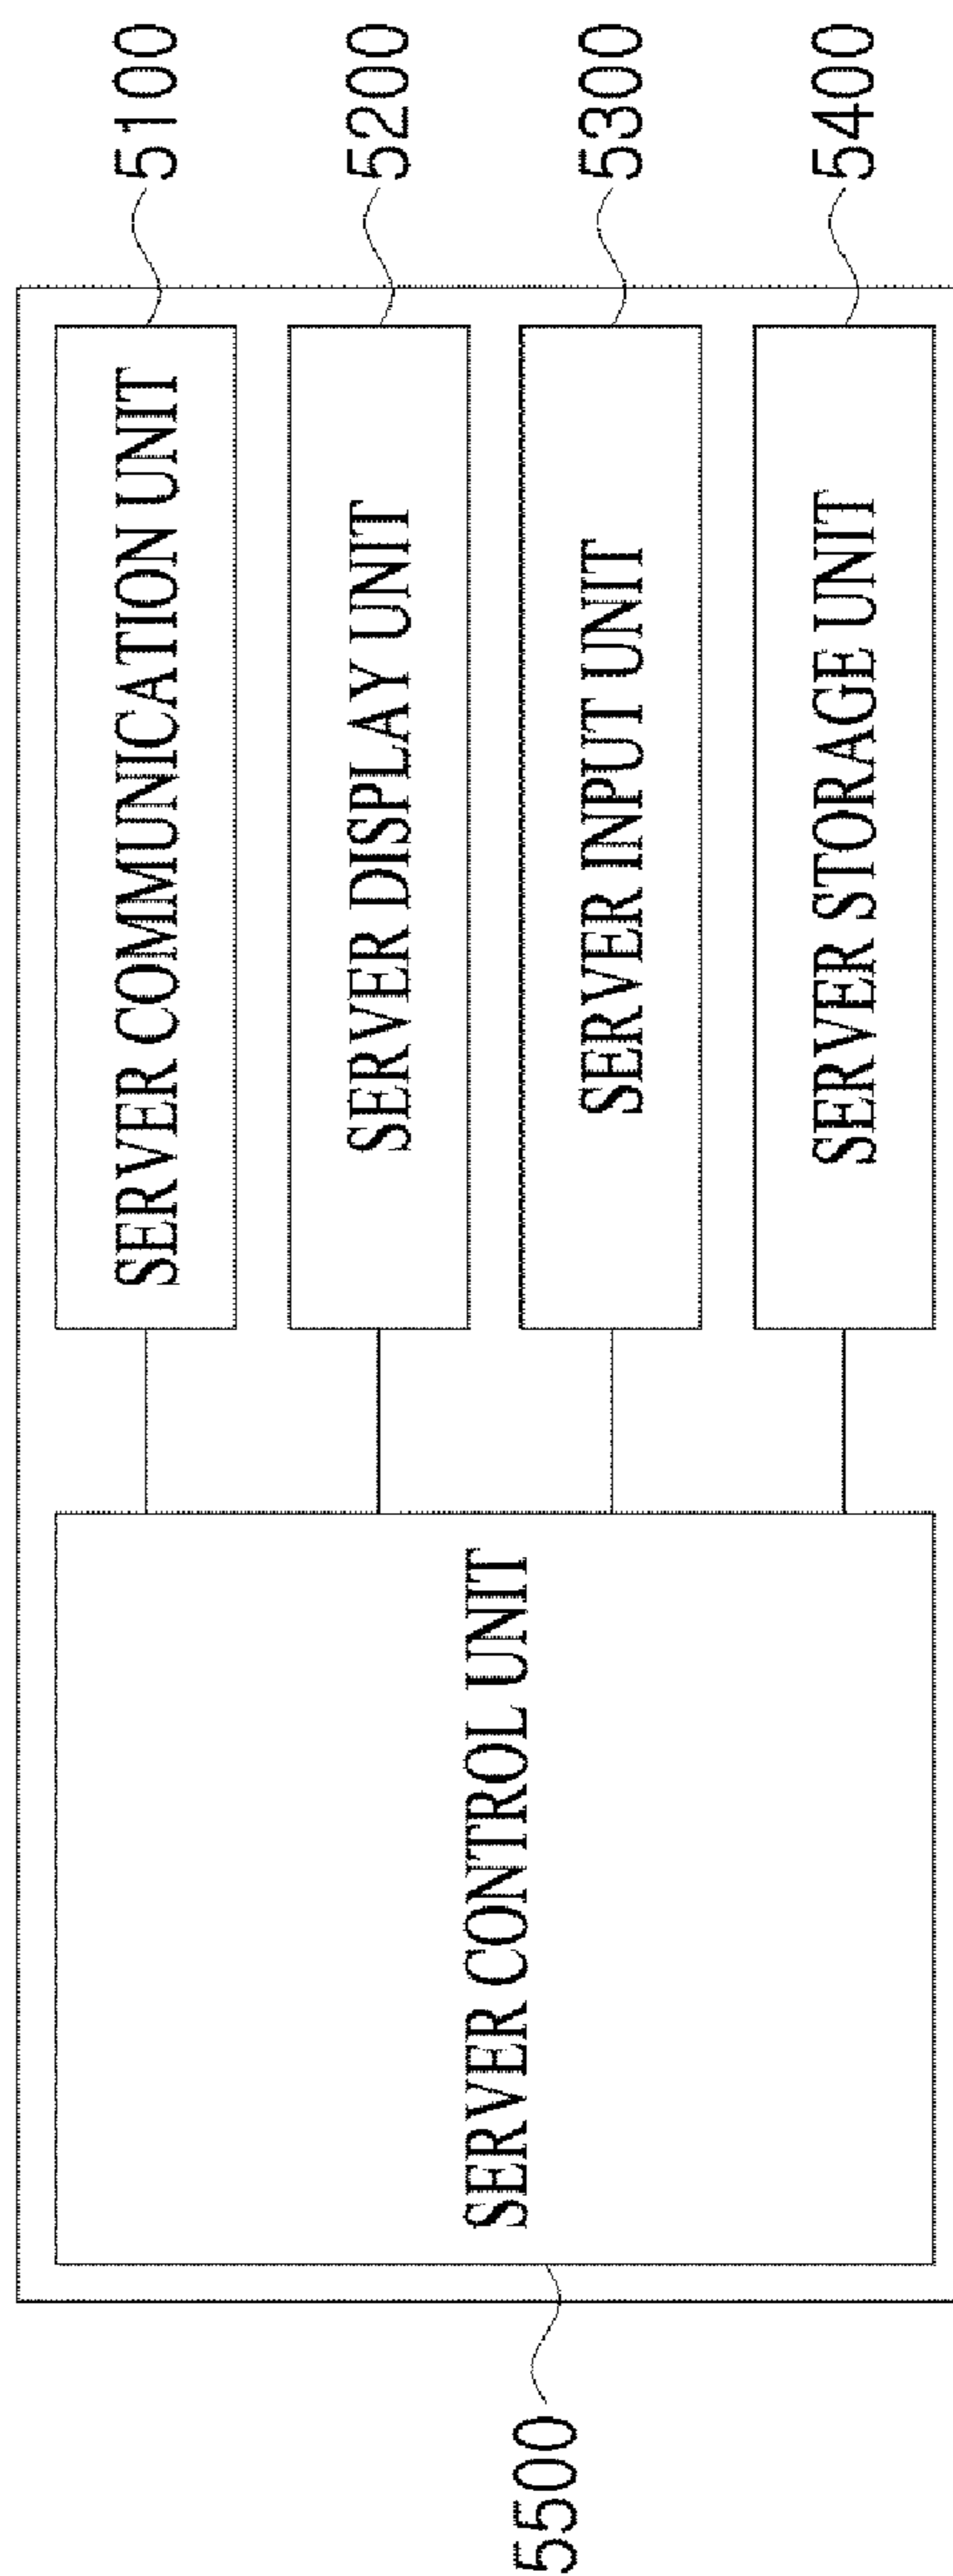 SERVER COMMUNICATION UNIT
5100
SERVER DISPLAY UNIT
5200
SERVER CONTROL UNIT
5500
SERVER INPUT UNIT
5300
SERVER STORAGE UNIT
5400